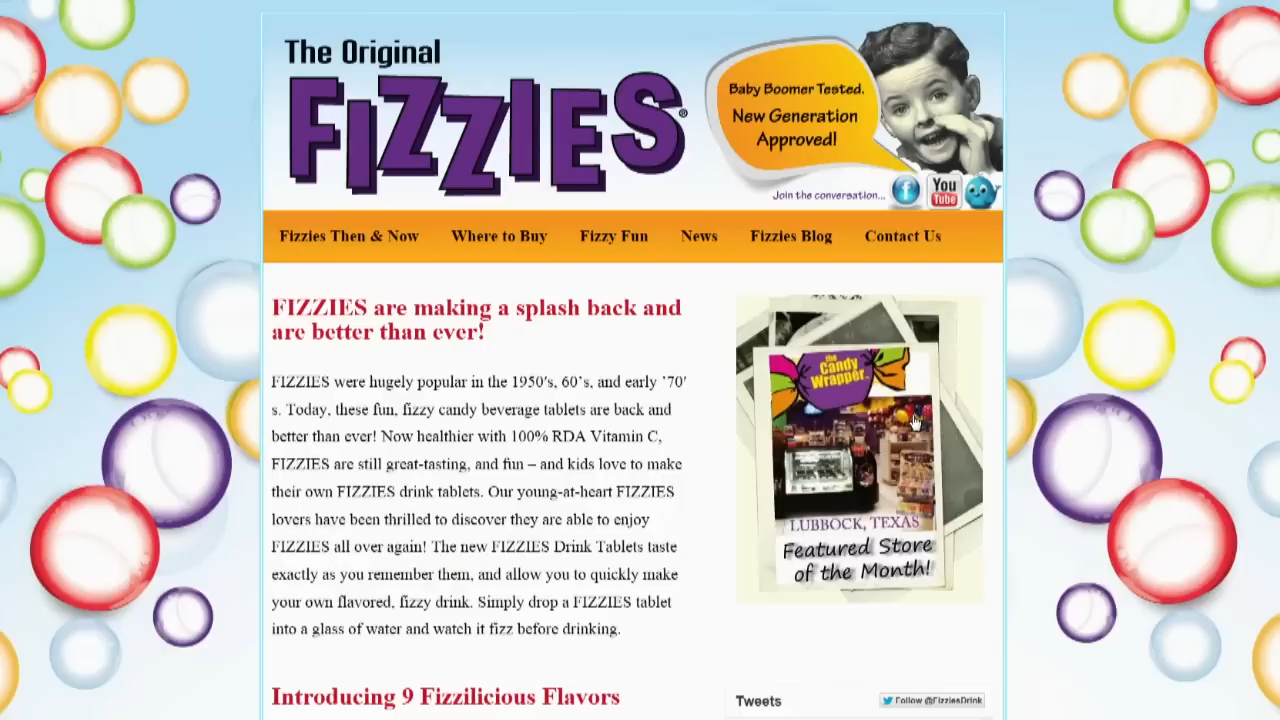 The Original
FIZZIES®
Baby Boomer Tested.
New Generation
Approved!
Join the conversation...
You
Tube
Fizzies Then & Now
Where to Buy
Fizzy Fun
News
Fizzies Blog
Contact Us
FIZZIES are making a splash back and
are better than ever!
FIZZIES were hugely popular in the 1950's, 60's, and early '70'
s. Today, these fun, fizzy candy beverage tablets are back and
better than ever! Now healthier with 100% RDA Vitamin C,
FIZZIES are still great-tasting, and fun – and kids love to make
their own FIZZIES drink tablets. Our young-at-heart FIZZIES
lovers have been thrilled to discover they are able to enjoy
FIZZIES all over again! The new FIZZIES Drink Tablets taste
exactly as you remember them, and allow you to quickly make
your own flavored, fizzy drink. Simply drop a FIZZIES tablet
into a glass of water and watch it fizz before drinking.
the
Candy
Wrapper
LUBBOCK, TEXAS
Featured Store
of the Month!
Introducing 9 Fizzilicious Flavors
Tweets
Follow @FizziesDrink